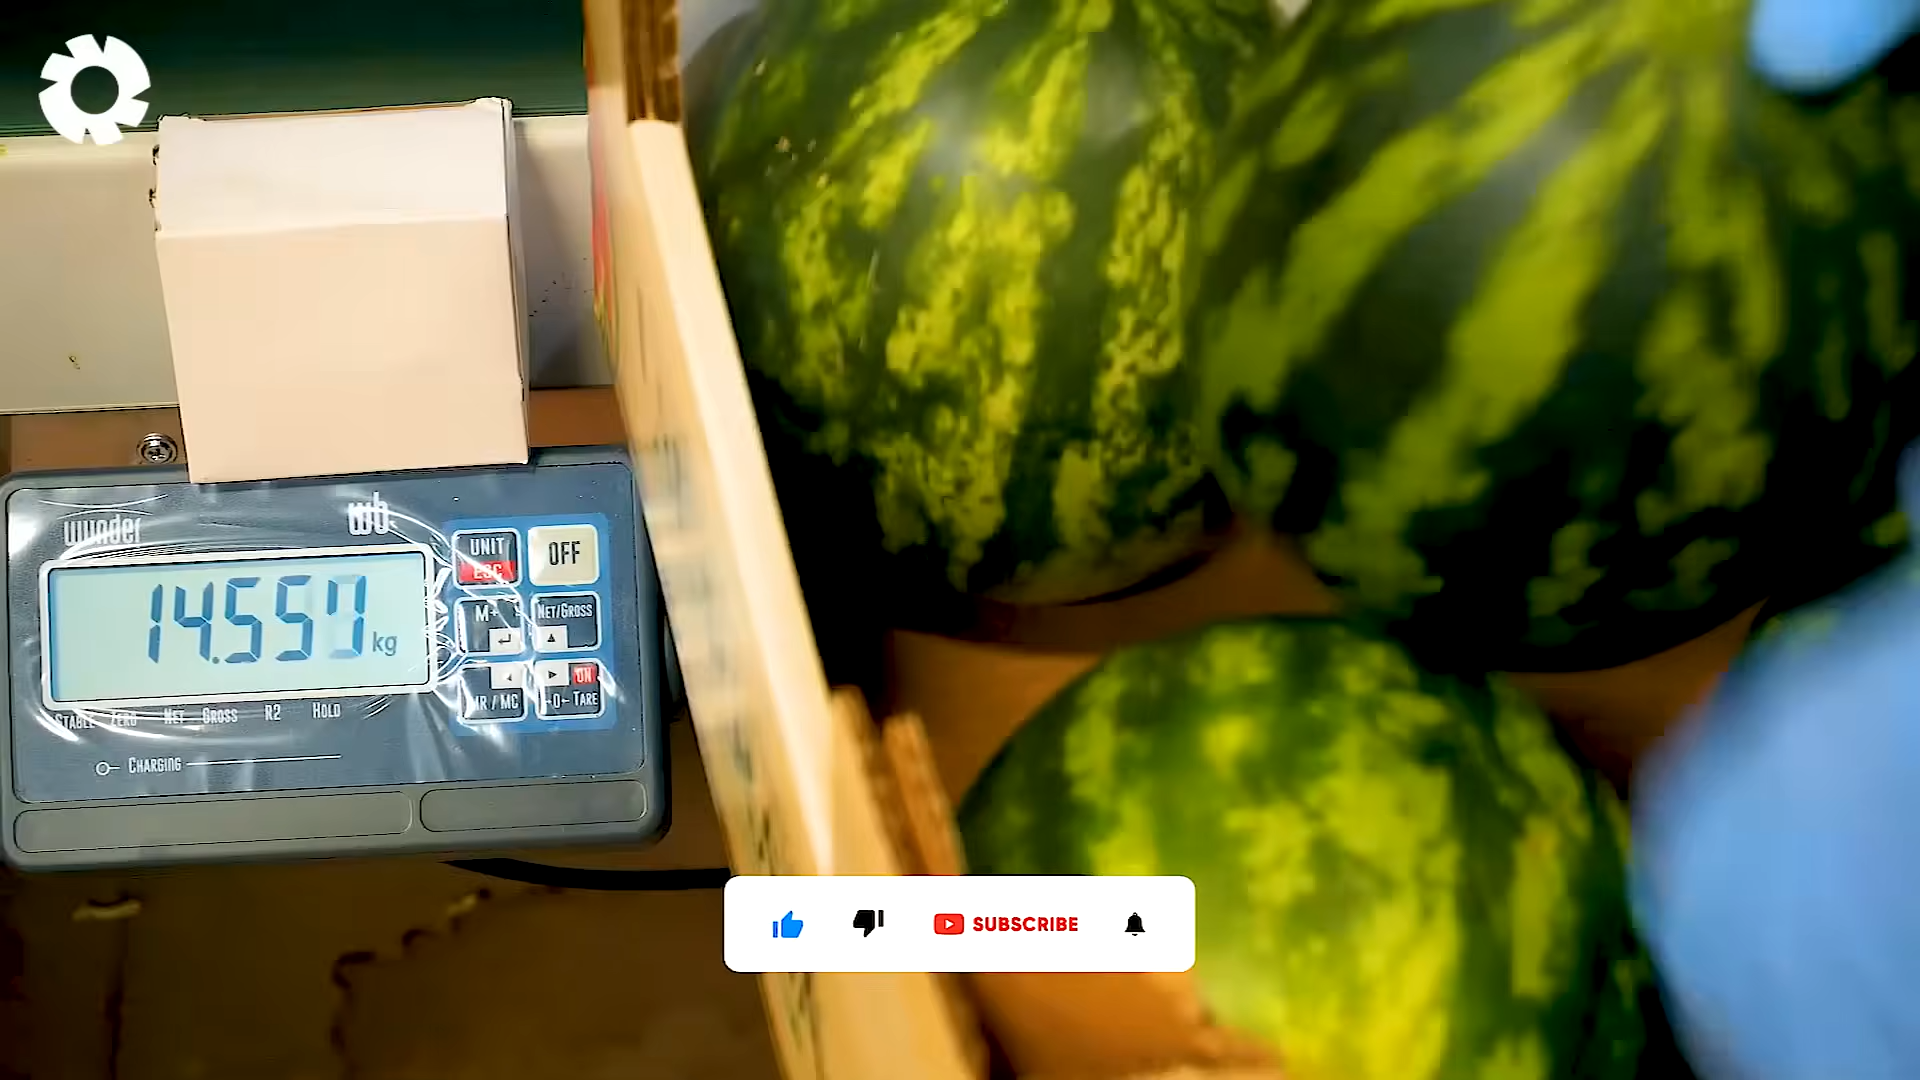 wunder
wb
14.557 kg
UNIT
ESC
OFF
M+
NET/GROSS
MR / MC
ON
→0← TARE
STABLE ZERO NET GROSS R2 HOLD
CHARGING
SUBSCRIBE